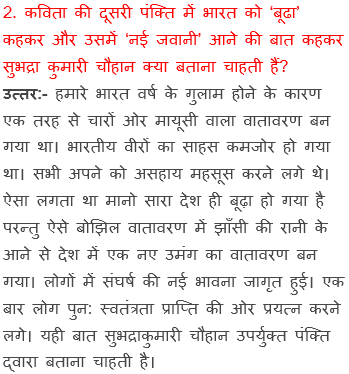 2. कविता की दूसरी पंक्ति में भारत को ‘बूढ़ा’
कहकर और उसमें ‘नई जवानी’ आने की बात कहकर
सुभद्रा कुमारी चौहान क्या बताना चाहती हैं?
उत्तर:- हमारे भारत वर्ष के गुलाम होने के कारण
एक तरह से चारों ओर मायूसी वाला वातावरण बन
गया था। भारतीय वीरों का साहस कमजोर हो गया
था। सभी अपने को असहाय महसूस करने लगे थे।
ऐसा लगता था मानो सारा देश ही बूढ़ा हो गया है
परन्तु ऐसे बोझिल वातावरण में झाँसी की रानी के
आने से देश में एक नए उमंग का वातावरण बन
गया। लोगों में संघर्ष की नई भावना जागृत हुई। एक
बार लोग पुन: स्वतंत्रता प्राप्ति की ओर प्रयत्न करने
लगे। यही बात सुभद्राकुमारी चौहान उपर्युक्त पंक्ति
द्वारा बताना चाहती है।